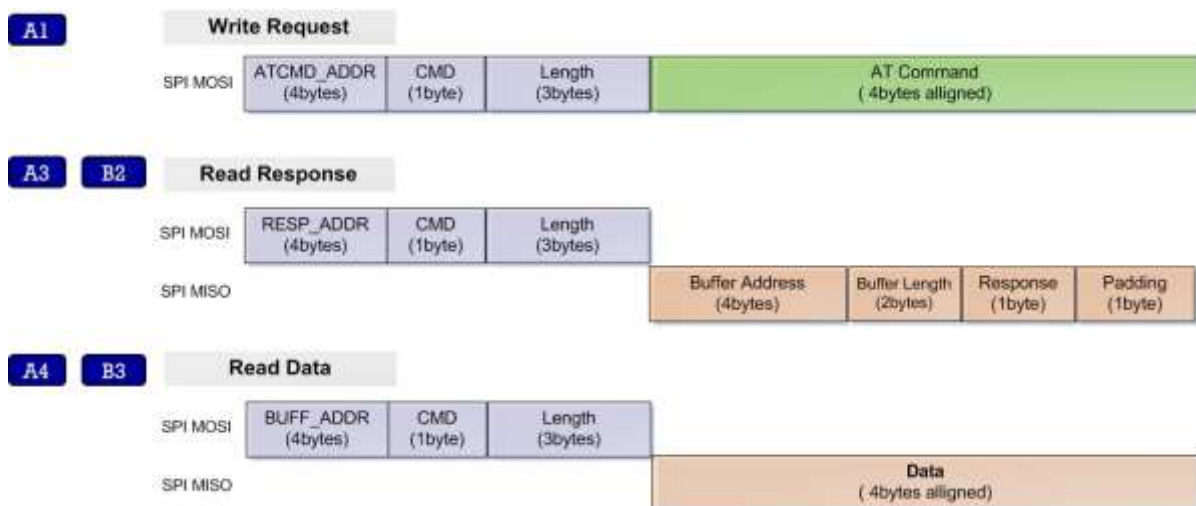 A1
Write Request
SPI MOSI
ATCMD_ADDR
(4bytes)
CMD
(1byte)
Length
(3bytes)
AT Command
( 4bytes alligned)
A3
B2
Read Response
SPI MOSI
RESP_ADDR
(4bytes)
CMD
(1byte)
Length
(3bytes)
SPI MISO
Buffer Address
(4bytes)
Buffer Length
(2bytes)
Response
(1byte)
Padding
(1byte)
A4
B3
Read Data
SPI MOSI
BUFF_ADDR
(4bytes)
CMD
(1byte)
Length
(3bytes)
SPI MISO
Data
( 4bytes alligned)